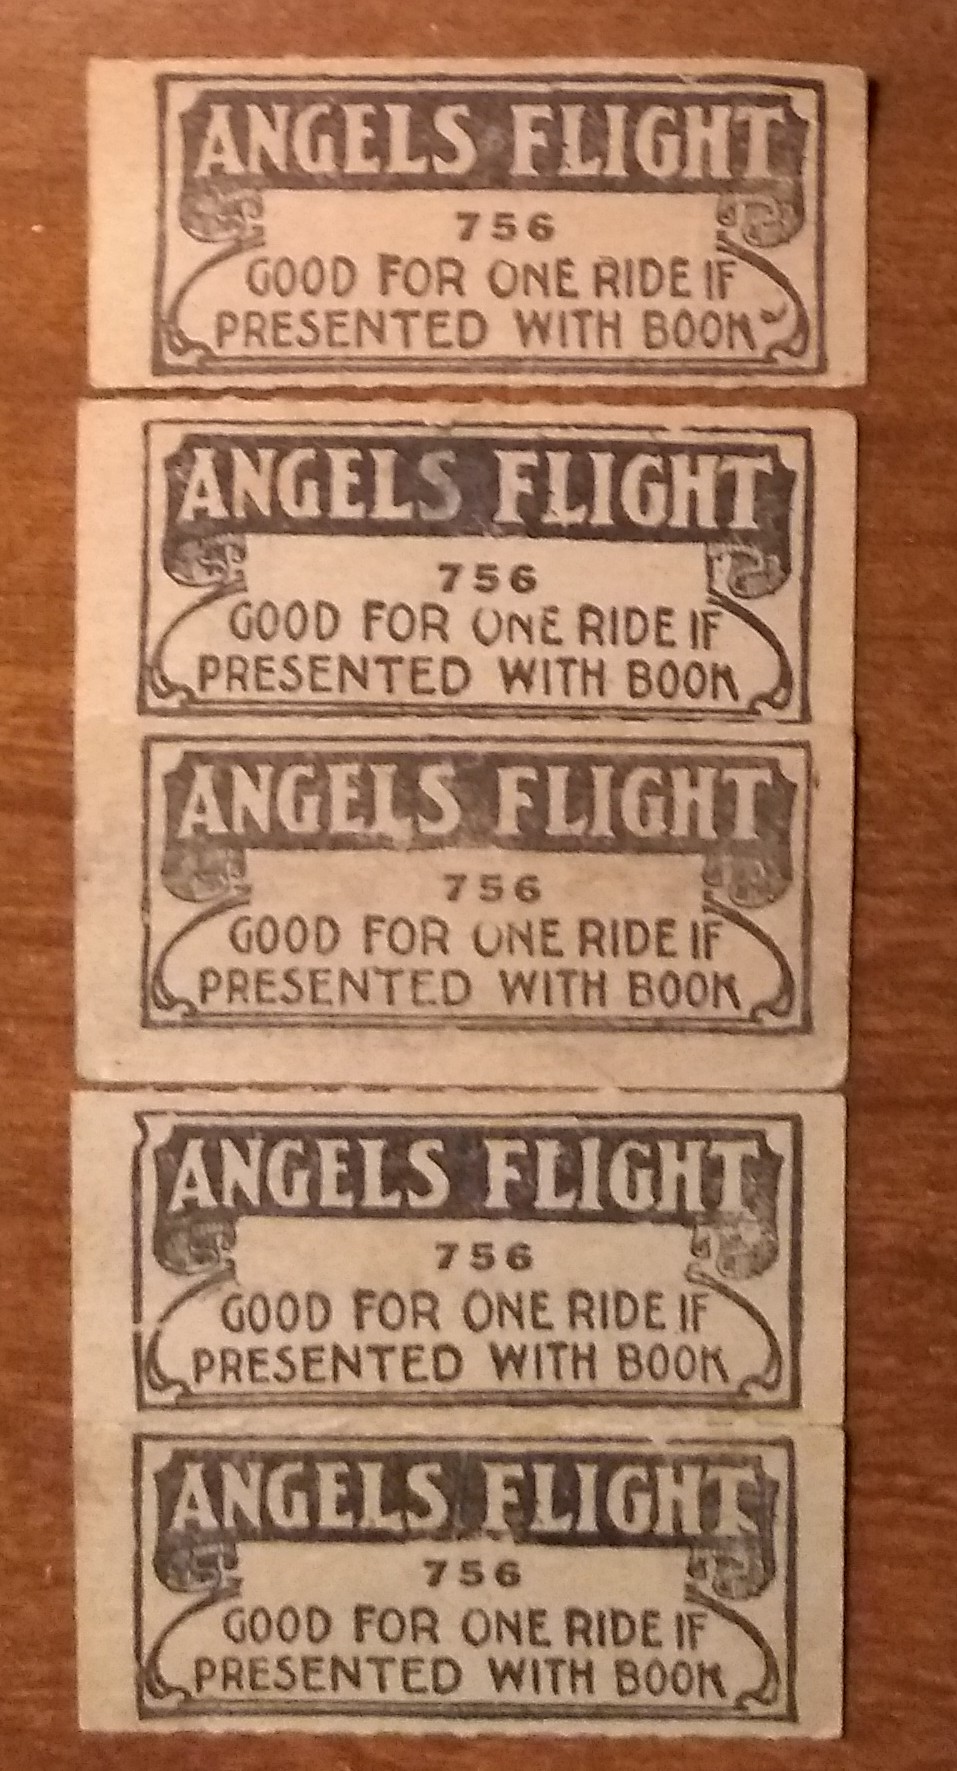 ANGELS FLIGHT
756
GOOD FOR ONE RIDE IF
PRESENTED WITH BOOK
ANGELS FLIGHT
756
GOOD FOR ONE RIDE IF
PRESENTED WITH BOOK
ANGELS FLIGHT
756
GOOD FOR ONE RIDE IF
PRESENTED WITH BOOK
ANGELS FLIGHT
756
GOOD FOR ONE RIDE IF
PRESENTED WITH BOOK
ANGELS FLIGHT
756
GOOD FOR ONE RIDE IF
PRESENTED WITH BOOK